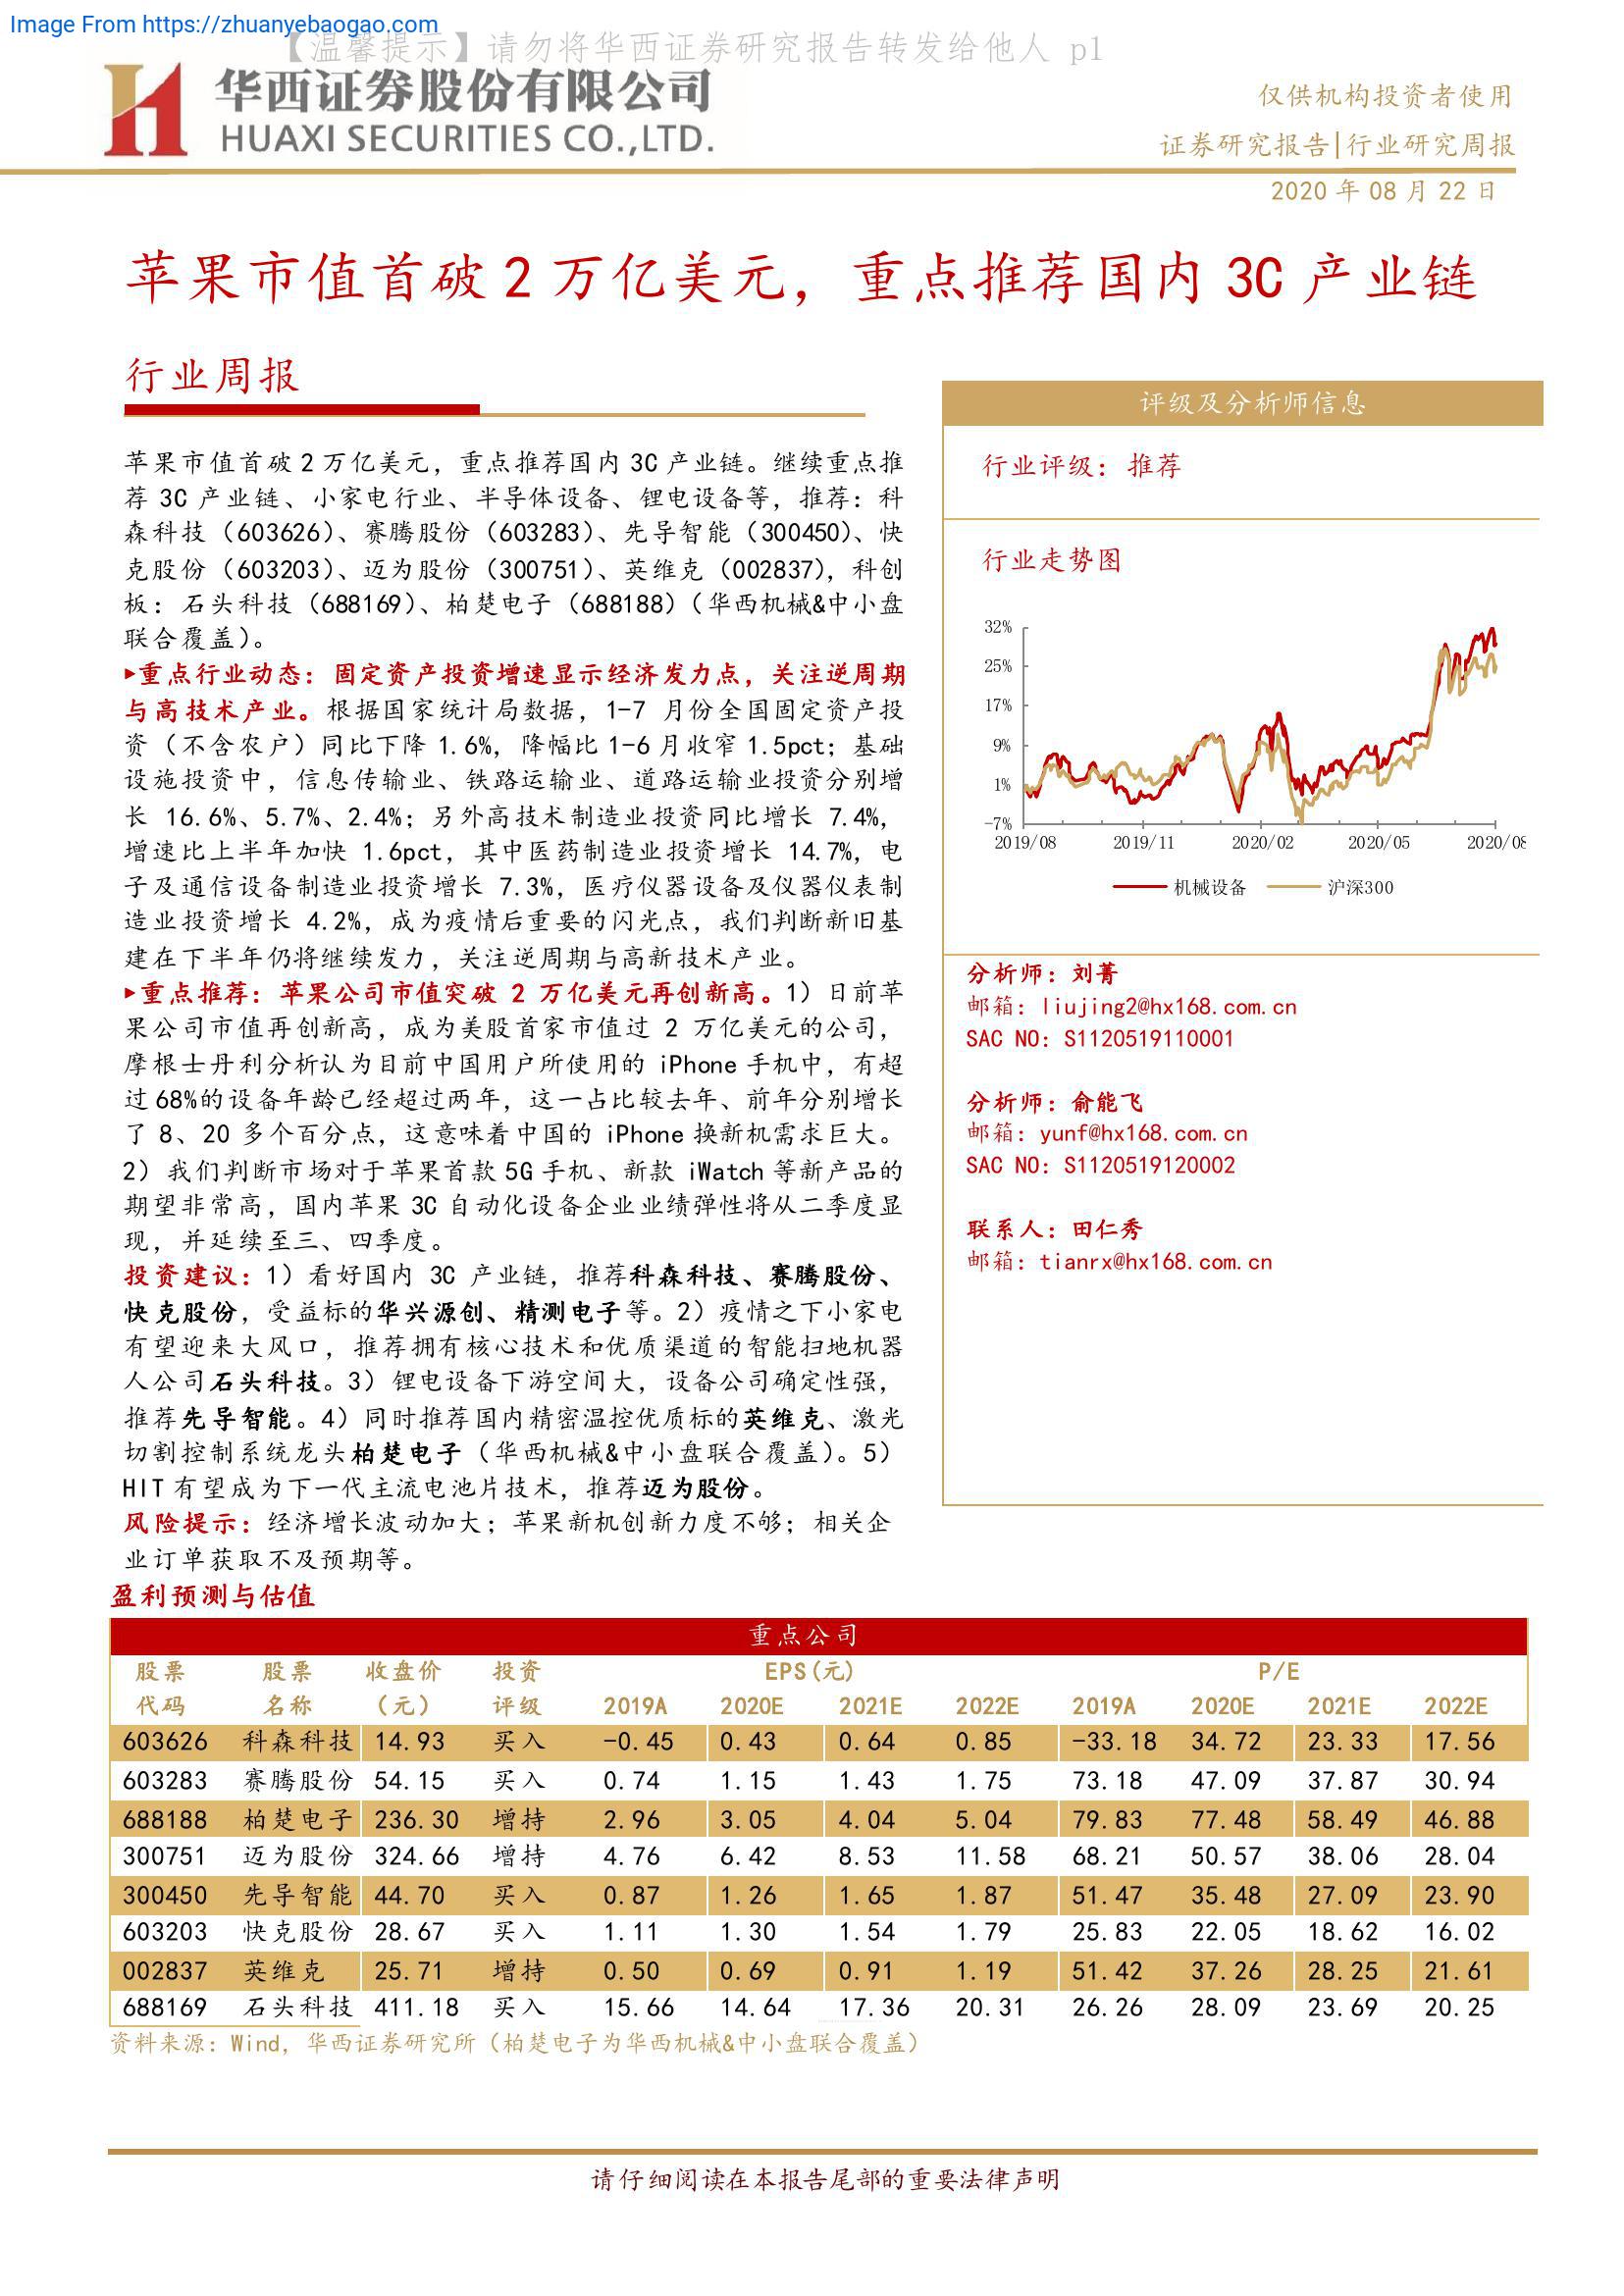 Image From https://zhuanyebaogao.com
【温馨提示】请勿将华西证券研究报告转发给他人 p1
华西证券股份有限公司
HUAXI SECURITIES CO.,LTD.
仅供机构投资者使用
证券研究报告|行业研究周报
2020 年 08 月 22 日
苹果市值首破 2 万亿美元，重点推荐国内 3C 产业链
行业周报
苹果市值首破 2 万亿美元，重点推荐国内 3C 产业链。继续重点推
荐 3C 产业链、小家电行业、半导体设备、锂电设备等，推荐：科
森科技（603626）、赛腾股份（603283）、先导智能（300450）、快
克股份（603203）、迈为股份（300751）、英维克（002837），科创
板：石头科技（688169）、柏楚电子（688188）（华西机械&中小盘
联合覆盖）。
▸重点行业动态：固定资产投资增速显示经济发力点，关注逆周期
与高技术产业。根据国家统计局数据，1-7 月份全国固定资产投
资（不含农户）同比下降 1.6%，降幅比 1-6 月收窄 1.5pct；基础
设施投资中，信息传输业、铁路运输业、道路运输业投资分别增
长 16.6%、5.7%、2.4%；另外高技术制造业投资同比增长 7.4%，
增速比上半年加快 1.6pct，其中医药制造业投资增长 14.7%，电
子及通信设备制造业投资增长 7.3%，医疗仪器设备及仪器仪表制
造业投资增长 4.2%，成为疫情后重要的闪光点，我们判断新旧基
建在下半年仍将继续发力，关注逆周期与高新技术产业。
▸重点推荐：苹果公司市值突破 2 万亿美元再创新高。1）日前苹
果公司市值再创新高，成为美股首家市值过 2 万亿美元的公司，
摩根士丹利分析认为目前中国用户所使用的 iPhone 手机中，有超
过 68%的设备年龄已经超过两年，这一占比较去年、前年分别增长
了 8、20 多个百分点，这意味着中国的 iPhone 换新机需求巨大。
2）我们判断市场对于苹果首款 5G 手机、新款 iWatch 等新产品的
期望非常高，国内苹果 3C 自动化设备企业业绩弹性将从二季度显
现，并延续至三、四季度。
投资建议：1）看好国内 3C 产业链，推荐科森科技、赛腾股份、
快克股份，受益标的华兴源创、精测电子等。2）疫情之下小家电
有望迎来大风口，推荐拥有核心技术和优质渠道的智能扫地机器
人公司石头科技。3）锂电设备下游空间大，设备公司确定性强，
推荐先导智能。4）同时推荐国内精密温控优质标的英维克、激光
切割控制系统龙头柏楚电子（华西机械&中小盘联合覆盖）。5）
HIT 有望成为下一代主流电池片技术，推荐迈为股份。
风险提示：经济增长波动加大；苹果新机创新力度不够；相关企
业订单获取不及预期等。
评级及分析师信息
行业评级：推荐
行业走势图
32%
25%
17%
9%
1%
-7%
2019/08 2019/11 2020/02 2020/05 2020/08
机械设备 沪深300
分析师：刘菁
邮箱：liujing2@hx168.com.cn
SAC NO：S1120519110001
分析师：俞能飞
邮箱：yunf@hx168.com.cn
SAC NO：S1120519120002
联系人：田仁秀
邮箱：tianrx@hx168.com.cn
盈利预测与估值
重点公司
股票 股票 收盘价 投资 EPS(元) P/E
代码 名称 （元） 评级 2019A 2020E 2021E 2022E 2019A 2020E 2021E 2022E
603626 科森科技 14.93 买入 -0.45 0.43 0.64 0.85 -33.18 34.72 23.33 17.56
603283 赛腾股份 54.15 买入 0.74 1.15 1.43 1.75 73.18 47.09 37.87 30.94
688188 柏楚电子 236.30 增持 2.96 3.05 4.04 5.04 79.83 77.48 58.49 46.88
300751 迈为股份 324.66 增持 4.76 6.42 8.53 11.58 68.21 50.57 38.06 28.04
300450 先导智能 44.70 买入 0.87 1.26 1.65 1.87 51.47 35.48 27.09 23.90
603203 快克股份 28.67 买入 1.11 1.30 1.54 1.79 25.83 22.05 18.62 16.02
002837 英维克 25.71 增持 0.50 0.69 0.91 1.19 51.42 37.26 28.25 21.61
688169 石头科技 411.18 买入 15.66 14.64 17.36 20.31 26.26 28.09 23.69 20.25
资料来源：Wind，华西证券研究所（柏楚电子为华西机械&中小盘联合覆盖）
请仔细阅读在本报告尾部的重要法律声明